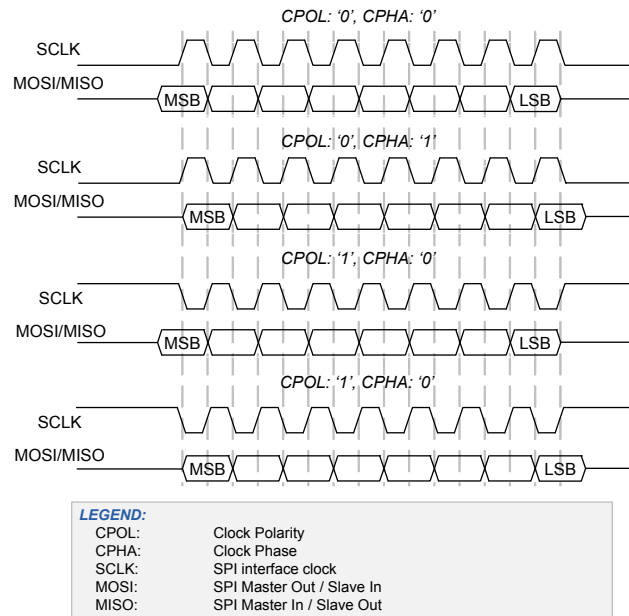 CPOL: ‘0’, CPHA: ‘0’
SCLK
MOSI/MISO
MSB LSB
CPOL: ‘0’, CPHA: ‘1’
SCLK
MOSI/MISO
MSB LSB
CPOL: ‘1’, CPHA: ‘0’
SCLK
MOSI/MISO
MSB LSB
CPOL: ‘1’, CPHA: ‘0’
SCLK
MOSI/MISO
MSB LSB
LEGEND:
CPOL: Clock Polarity
CPHA: Clock Phase
SCLK: SPI interface clock
MOSI: SPI Master Out / Slave In
MISO: SPI Master In / Slave Out